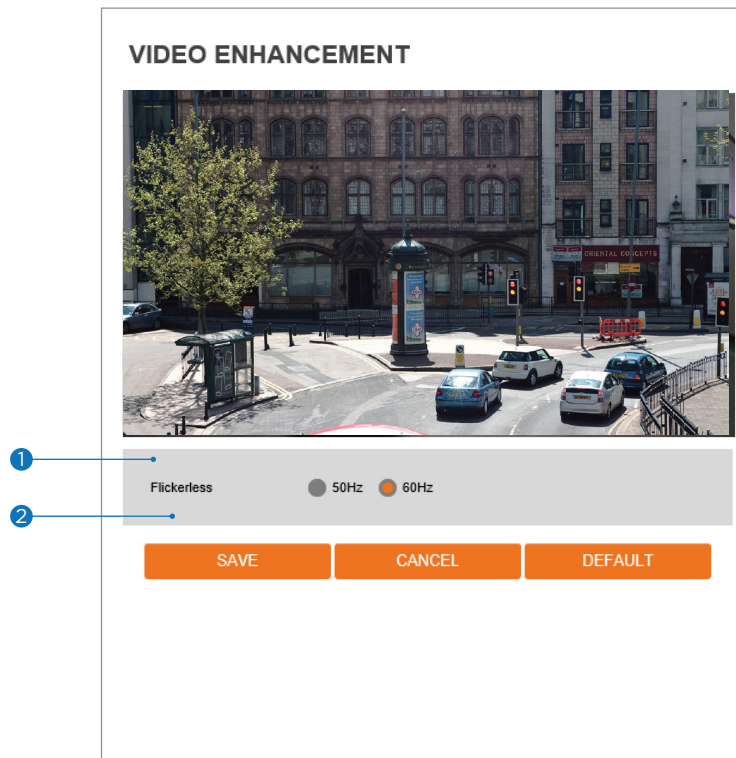 VIDEO ENHANCEMENT
ORIENTAL CONCEPTS
1
Flickerless 50Hz 60Hz
2
SAVE CANCEL DEFAULT